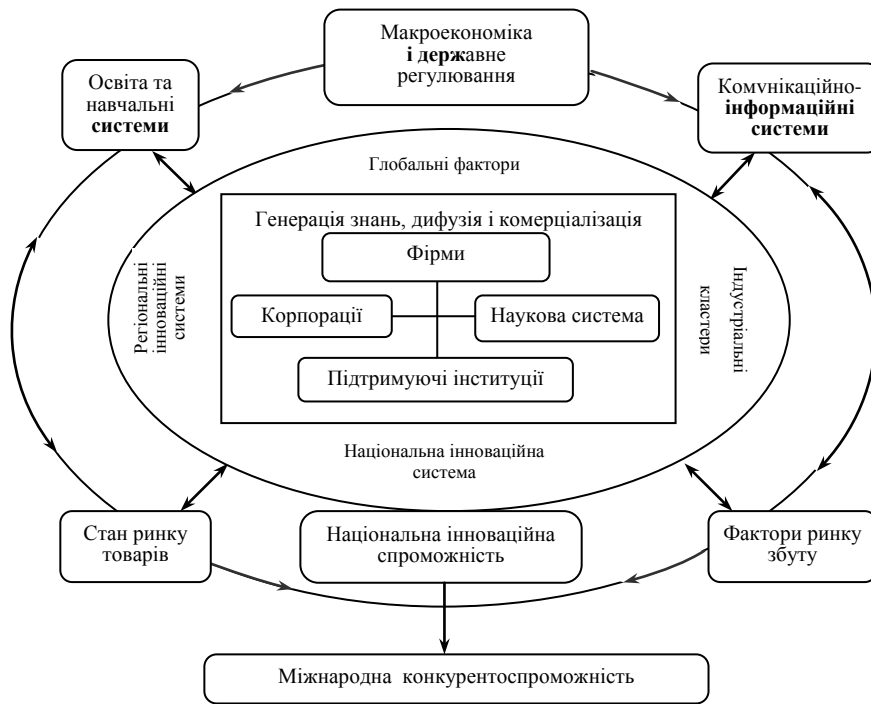 Макроекономіка
і державне
регулювання
Освіта та
навчальні
системи
Комунікаційно-
інформаційні
системи
Глобальні фактори
Генерація знань, дифузія і комерціалізація
Фірми
Корпорації
Наукова система
Підтримуючі інституції
Регіональні
інноваційні
системи
Індустріальні
кластери
Національна інноваційна
система
Стан ринку
товарів
Національна інноваційна
спроможність
Фактори ринку
збуту
Міжнародна конкурентоспроможність